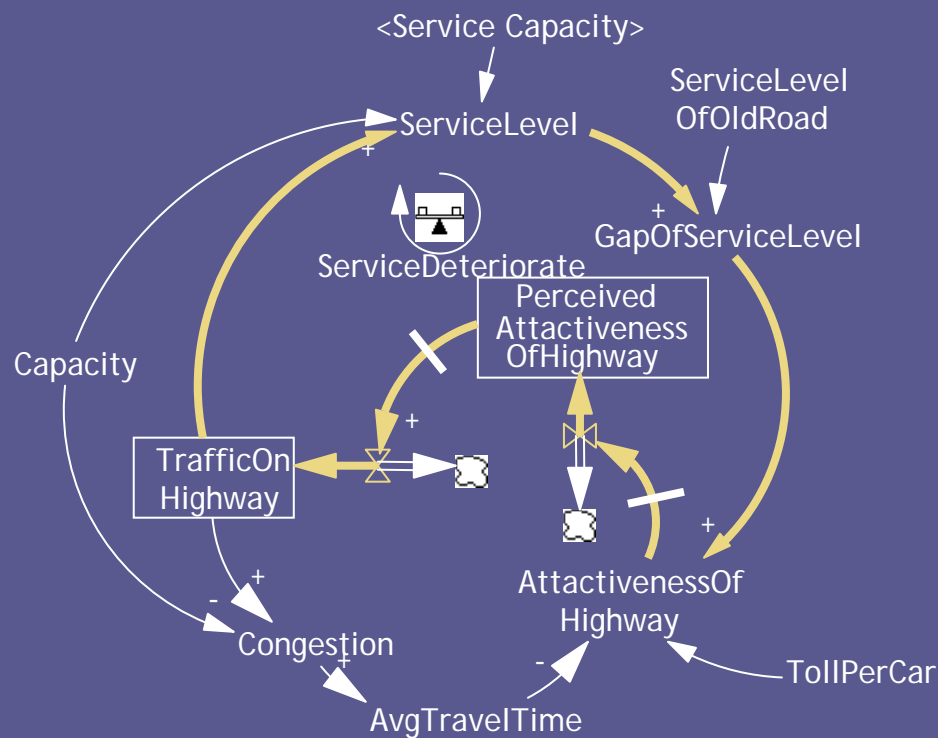 <Service Capacity>
ServiceLevel
OfOldRoad
ServiceLevel
+
+
GapOfServiceLevel
ServiceDeteriorate
Perceived
Attactiveness
OfHighway
Capacity
+
TrafficOn
Highway
+
+
-
AttactivenessOf
Highway
Congestion
+
-
TollPerCar
AvgTravelTime